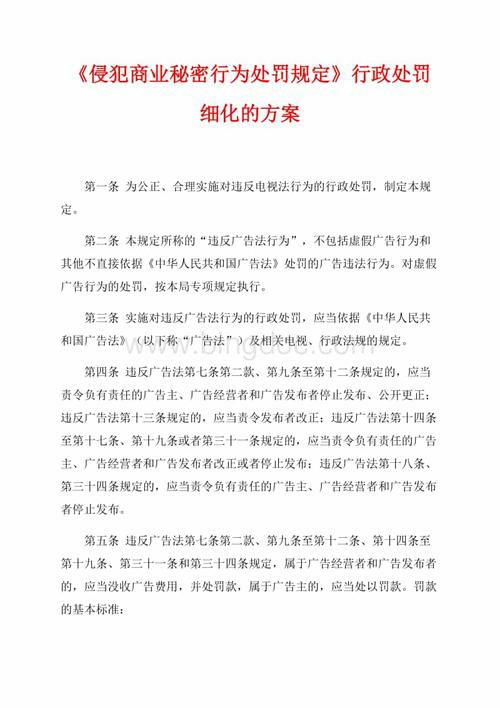 《侵犯商业秘密行为处罚规定》行政处罚
细化的方案
第一条 为公正、合理实施对违反电视法行为的行政处罚，制定本规
定。
第二条 本规定所称的“违反广告法行为”，不包括虚假广告行为和
其他不直接依据《中华人民共和国广告法》处罚的广告违法行为。对虚假
广告行为的处罚，按本局专项规定执行。
第三条 实施对违反广告法行为的行政处罚，应当依据《中华人民共
和国广告法》（以下称“广告法”）及相关电视、行政法规的规定。
www.bingdoc.com
第四条 违反广告法第七条第二款、第九条至第十二条规定的，应当
责令负有责任的广告主、广告经营者和广告发布者停止发布、公开更正；
违反广告法第十三条规定的，应当责令发布者改正；违反广告法第十四条
至第十七条、第十九条或者第三十一条规定的，应当责令负有责任的广告
主、广告经营者和广告发布者改正或者停止发布；违反广告法第十八条、
第三十四条规定的，应当责令负有责任的广告主、广告经营者和广告发布
者停止发布。
第五条 违反广告法第七条第二款、第九条至第十二条、第十四条至
第十九条、第三十一条和第三十四条规定，属于广告经营者和广告发布者
的，应当没收广告费用，并处罚款，属于广告主的，应当处以罚款。罚款
的基本标准：